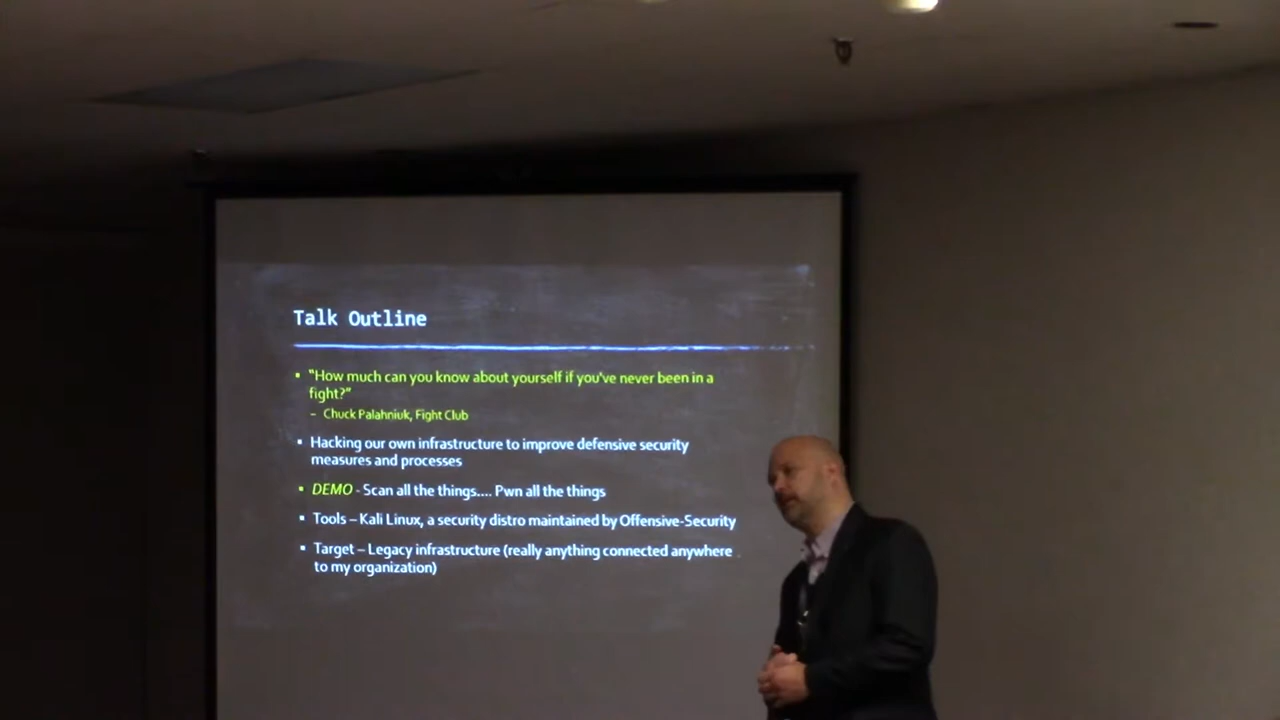 Talk Outline
▪ "How much can you know about yourself if you've never been in a
fight?"
– Chuck Palahniuk, Fight Club
▪ Hacking our own infrastructure to improve defensive security
measures and processes
▪ DEMO - Scan all the things.... Pwn all the things
▪ Tools – Kali Linux, a security distro maintained by Offensive-Security
▪ Target – Legacy infrastructure (really anything connected anywhere
to my organization)